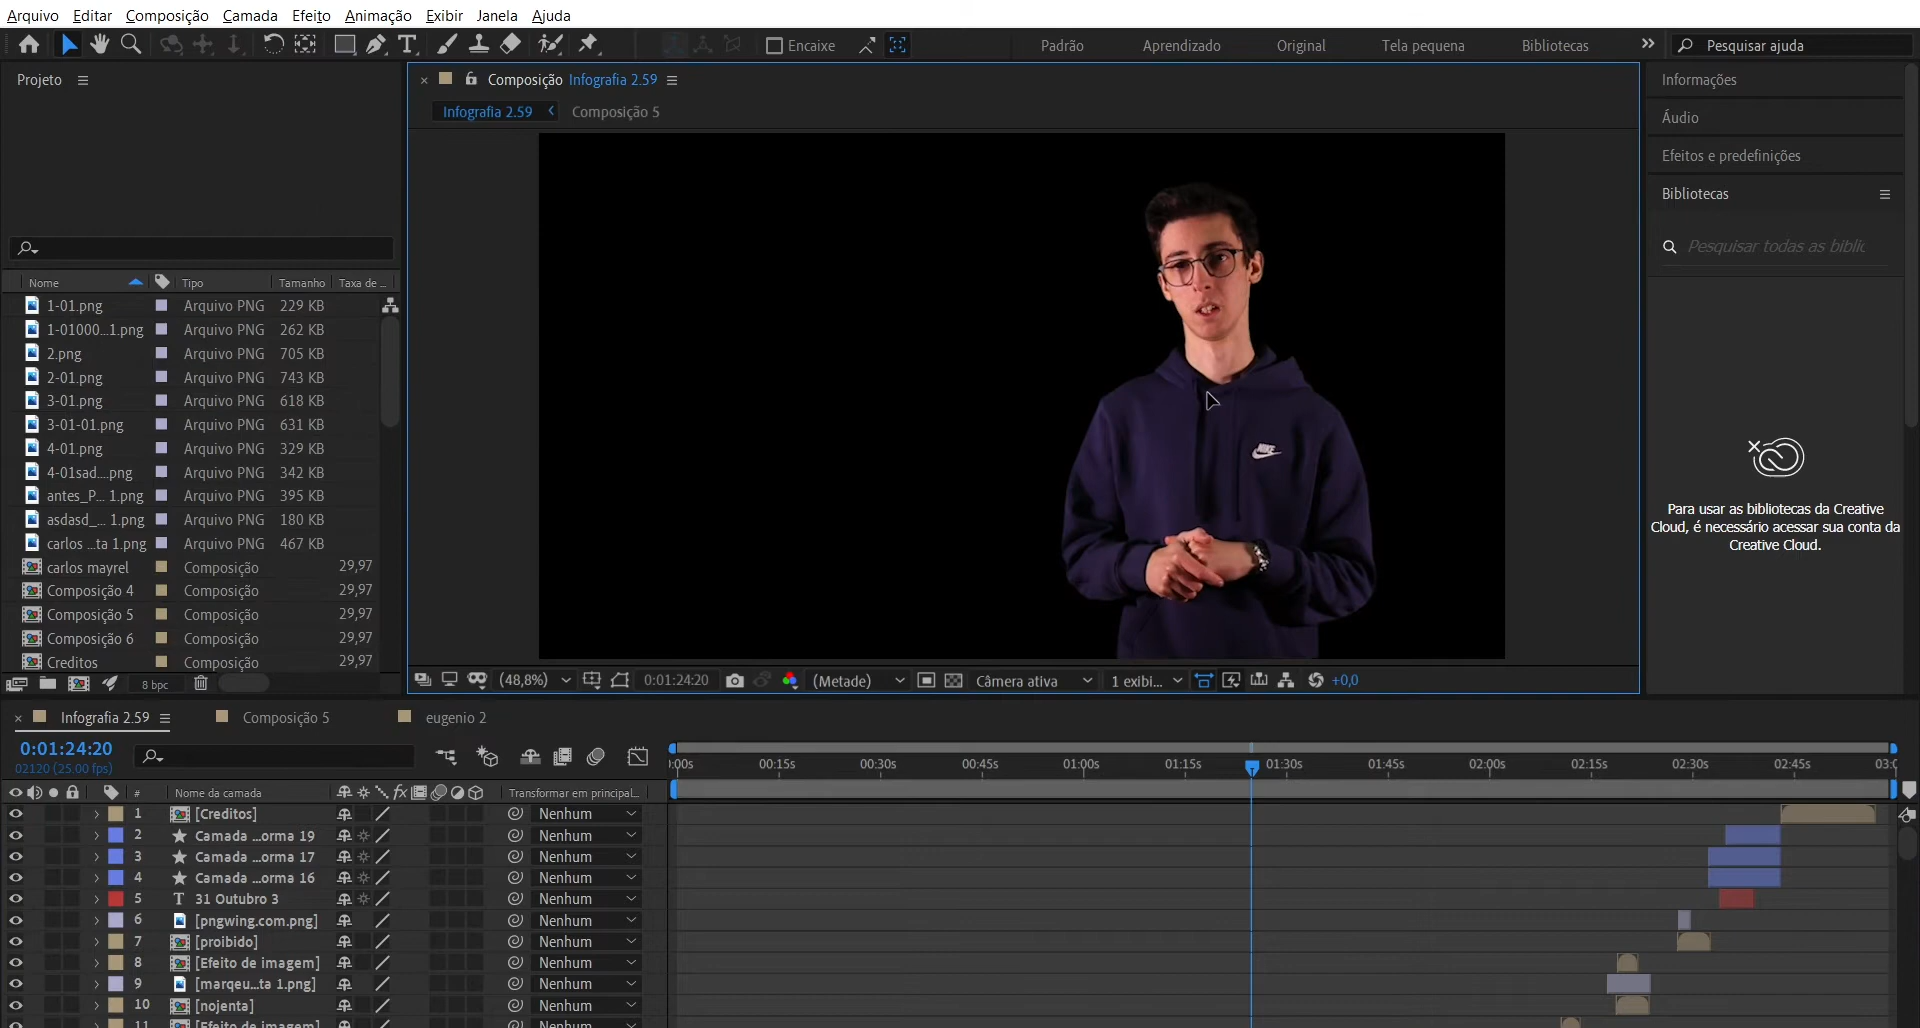 Arquivo Editar Composição Camada Efeito Animação Exibir Janela Ajuda
Encaixe Padrão Aprendizado Original Tela pequena Bibliotecas Pesquisar ajuda
Projeto
Composição Infografia 2.59
Infografia 2.59 Composição 5
Nome Tipo Tamanho Taxa de ...
1-01.png Arquivo PNG 229 KB
1-01000...1.png Arquivo PNG 262 KB
2.png Arquivo PNG 705 KB
2-01.png Arquivo PNG 743 KB
3-01.png Arquivo PNG 618 KB
3-01-01.png Arquivo PNG 631 KB
4-01.png Arquivo PNG 329 KB
4-01sad....png Arquivo PNG 342 KB
antes_P... 1.png Arquivo PNG 395 KB
asdasd_... 1.png Arquivo PNG 180 KB
carlos ...ta 1.png Arquivo PNG 467 KB
carlos mayrel Composição 29,97
Composição 4 Composição 29,97
Composição 5 Composição 29,97
Composição 6 Composição 29,97
Creditos Composição 29,97
8 bpc
NIKE
(48,8%) 0:01:24:20 (Metade) Câmera ativa 1 exibi... +0,0
Informações
Áudio
Efeitos e predefinições
Bibliotecas
Pesquisar todas as biblic
Para usar as bibliotecas da Creative
Cloud, é necessário acessar sua conta da
Creative Cloud.
Infografia 2.59 Composição 5 eugenio 2
0:01:24:20
02120 (25.00 fps)
):00s 00:15s 00:30s 00:45s 01:00s 01:15s 01:30s 01:45s 02:00s 02:15s 02:30s 02:45s 03:0
# Nome da camada fx Transformar em principal...
1 [Creditos] Nenhum
2 Camada ...orma 19 Nenhum
3 Camada ...orma 17 Nenhum
4 Camada ...orma 16 Nenhum
5 T 31 Outubro 3 Nenhum
6 [pngwing.com.png] Nenhum
7 [proibido] Nenhum
8 [Efeito de imagem] Nenhum
9 [marqeu...ta 1.png] Nenhum
10 [nojenta] Nenhum
11 [Efeito de imagem] Nenhum